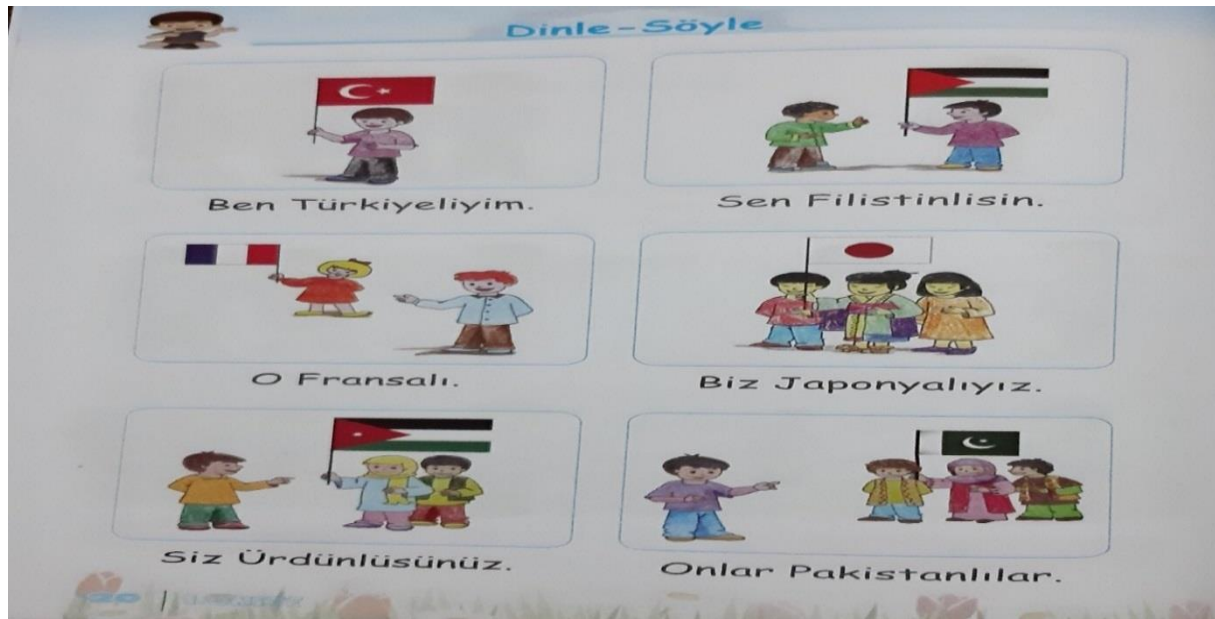 Dinle-Söyle
Ben Türkiyeliyim.
Sen Filistinlisin.
O Fransalı.
Biz Japonyalıyız.
Siz Ürdünlüsünüz.
Onlar Pakistanlılar.